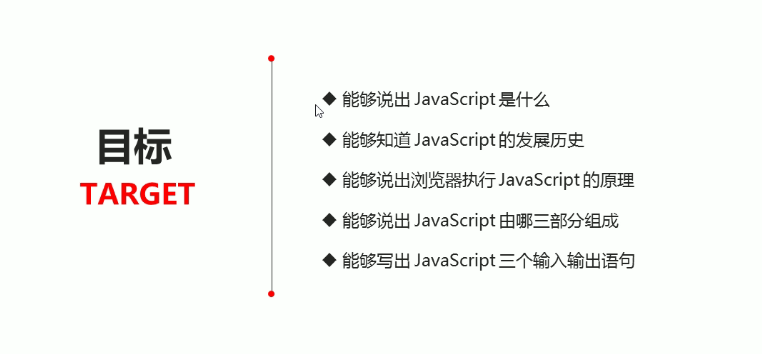 目标
TARGET
◆ 能够说出 JavaScript 是什么
◆ 能够知道 JavaScript 的发展历史
◆ 能够说出浏览器执行 JavaScript 的原理
◆ 能够说出 JavaScript 由哪三部分组成
◆ 能够写出 JavaScript 三个输入输出语句